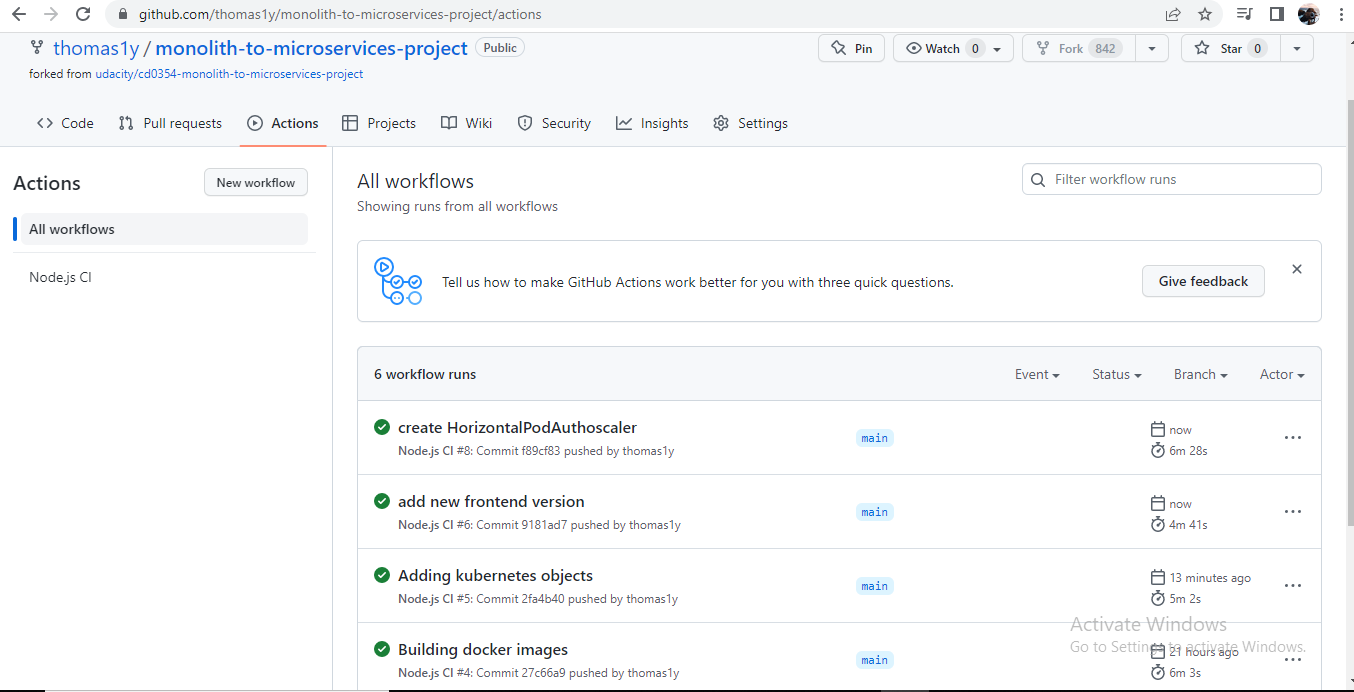 github.com/thomas1y/monolith-to-microservices-project/actions
thomas1y / monolith-to-microservices-project Public
Pin Watch 0 Fork 842 Star 0
forked from udacity/cd0354-monolith-to-microservices-project
Code Pull requests Actions Projects Wiki Security Insights Settings
Actions
New workflow
All workflows
Node.js CI
All workflows
Showing runs from all workflows
Filter workflow runs
Tell us how to make GitHub Actions work better for you with three quick questions.
Give feedback
6 workflow runs
Event Status Branch Actor
create HorizontalPodAuthoscaler
Node.js CI #8: Commit f89cf83 pushed by thomas1y
main
now
6m 28s
add new frontend version
Node.js CI #6: Commit 9181ad7 pushed by thomas1y
main
now
4m 41s
Adding kubernetes objects
Node.js CI #5: Commit 2fa4b40 pushed by thomas1y
main
13 minutes ago
5m 2s
Building docker images
Node.js CI #4: Commit 27c66a9 pushed by thomas1y
main
21 hours ago
6m 3s
Activate Windows
Go to Settings to activate Windows.